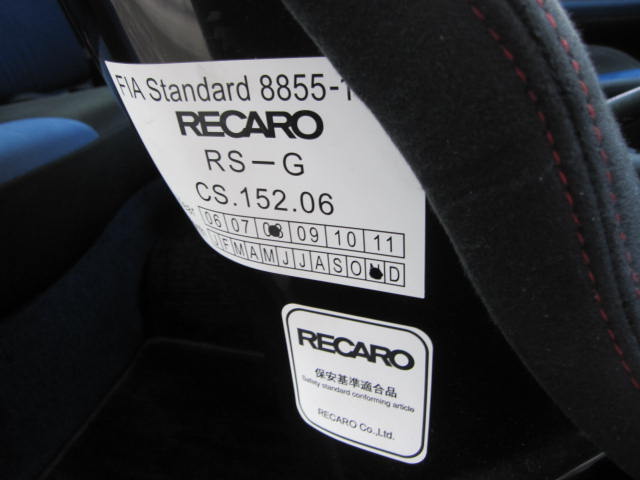 FIA Standard 8855-1
RECARO
RS-G
CS.152.06
06 07 09 10 11
J F M A M J J A S O D
RECARO
保安基準適合品
Safety standard conforming article
RECARO Co.,Ltd.